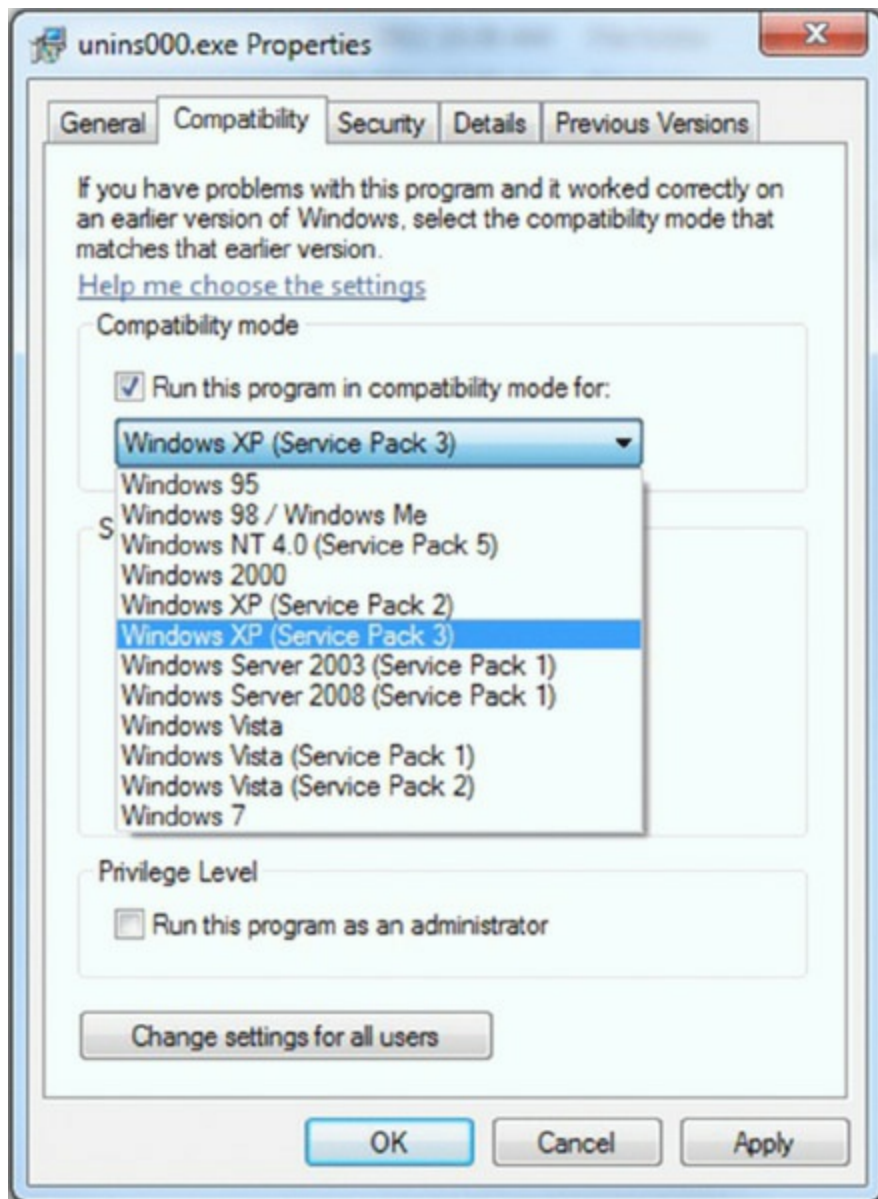 unins000.exe Properties
General Compatibility Security Details Previous Versions
If you have problems with this program and it worked correctly on
an earlier version of Windows, select the compatibility mode that
matches that earlier version.
Help me choose the settings
Compatibility mode
Run this program in compatibility mode for:
Windows XP (Service Pack 3)
Windows 95
Windows 98 / Windows Me
S
Windows NT 4.0 (Service Pack 5)
Windows 2000
Windows XP (Service Pack 2)
Windows XP (Service Pack 3)
Windows Server 2003 (Service Pack 1)
Windows Server 2008 (Service Pack 1)
Windows Vista
Windows Vista (Service Pack 1)
Windows Vista (Service Pack 2)
Windows 7
Privilege Level
Run this program as an administrator
Change settings for all users
OK Cancel Apply